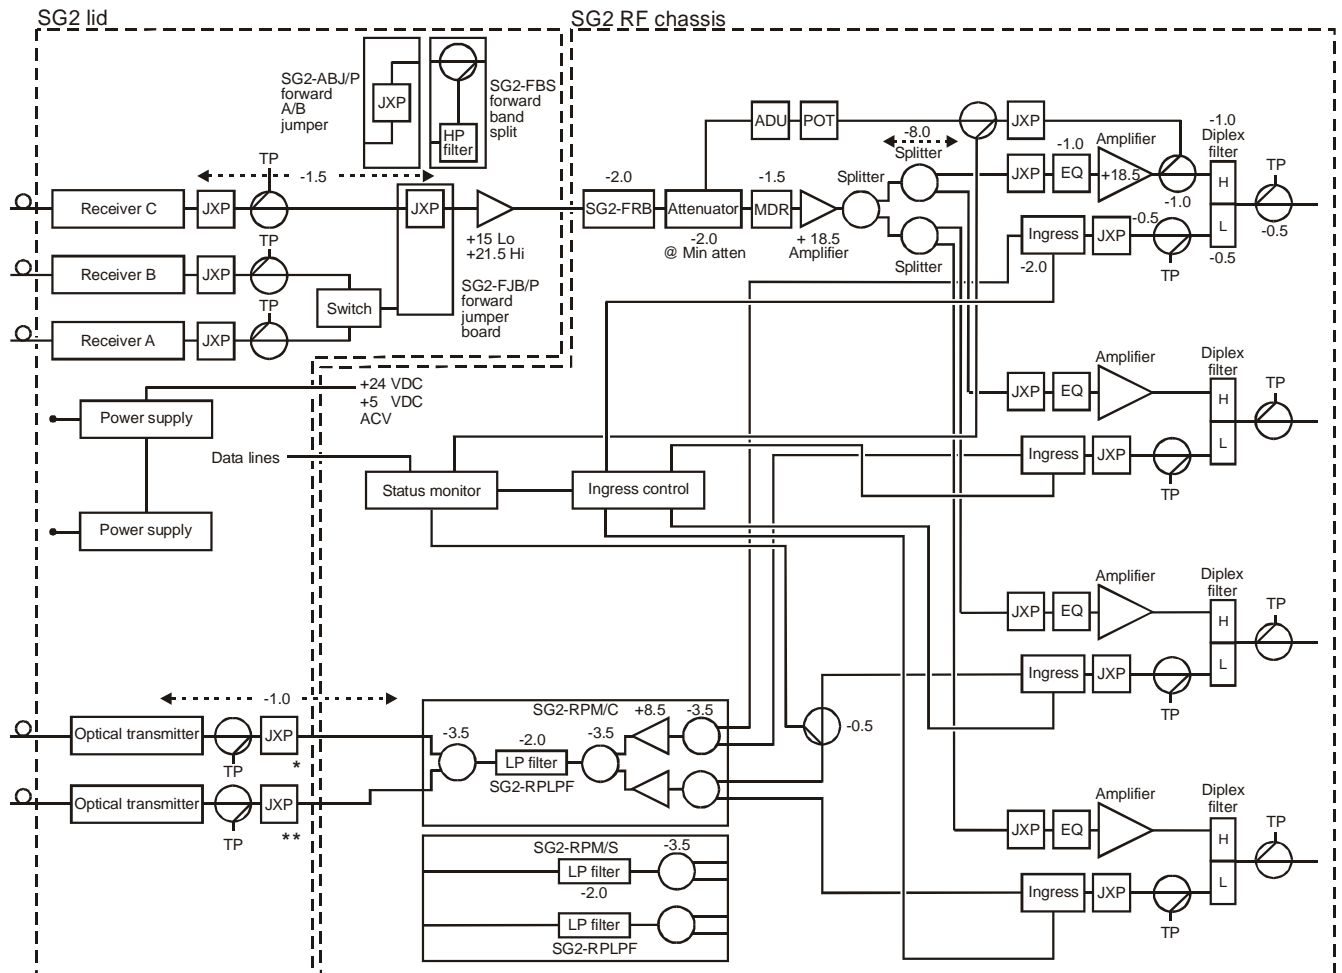 SG2 lid
SG2 RF chassis
SG2-ABJ/P
forward
A/B
jumper
JXP
HP
filter
SG2-FBS
forward
band
split
TP
-1.5
Receiver C
JXP
JXP
+15 Lo
+21.5 Hi
TP
Receiver B
JXP
TP
Switch
SG2-FJB/P
forward
jumper
board
Receiver A
JXP
+24 VDC
+5 VDC
ACV
Power supply
Data lines
Status monitor
Ingress control
Power supply
ADU
POT
-8.0
Splitter
Splitter
Splitter
-2.0
SG2-FRB
Attenuator
-2.0
@ Min atten
-1.5
MDR
+ 18.5
Amplifier
JXP
JXP
-1.0
EQ
Amplifier
+18.5
-1.0
-1.0
Diplex
filter
H
L
-0.5
TP
-0.5
Ingress
-2.0
JXP
-0.5
TP
Amplifier
JXP
EQ
Diplex
filter
H
L
TP
Ingress
JXP
TP
Amplifier
JXP
EQ
Diplex
filter
H
L
TP
Ingress
JXP
TP
Amplifier
JXP
EQ
Diplex
filter
H
L
TP
Ingress
JXP
TP
-1.0
Optical transmitter
TP
JXP
*
Optical transmitter
TP
JXP
**
SG2-RPM/C
+8.5
-3.5
-3.5
-2.0
-3.5
LP filter
SG2-RPLPF
-0.5
SG2-RPM/S
-3.5
LP filter
-2.0
LP filter
SG2-RPLPF